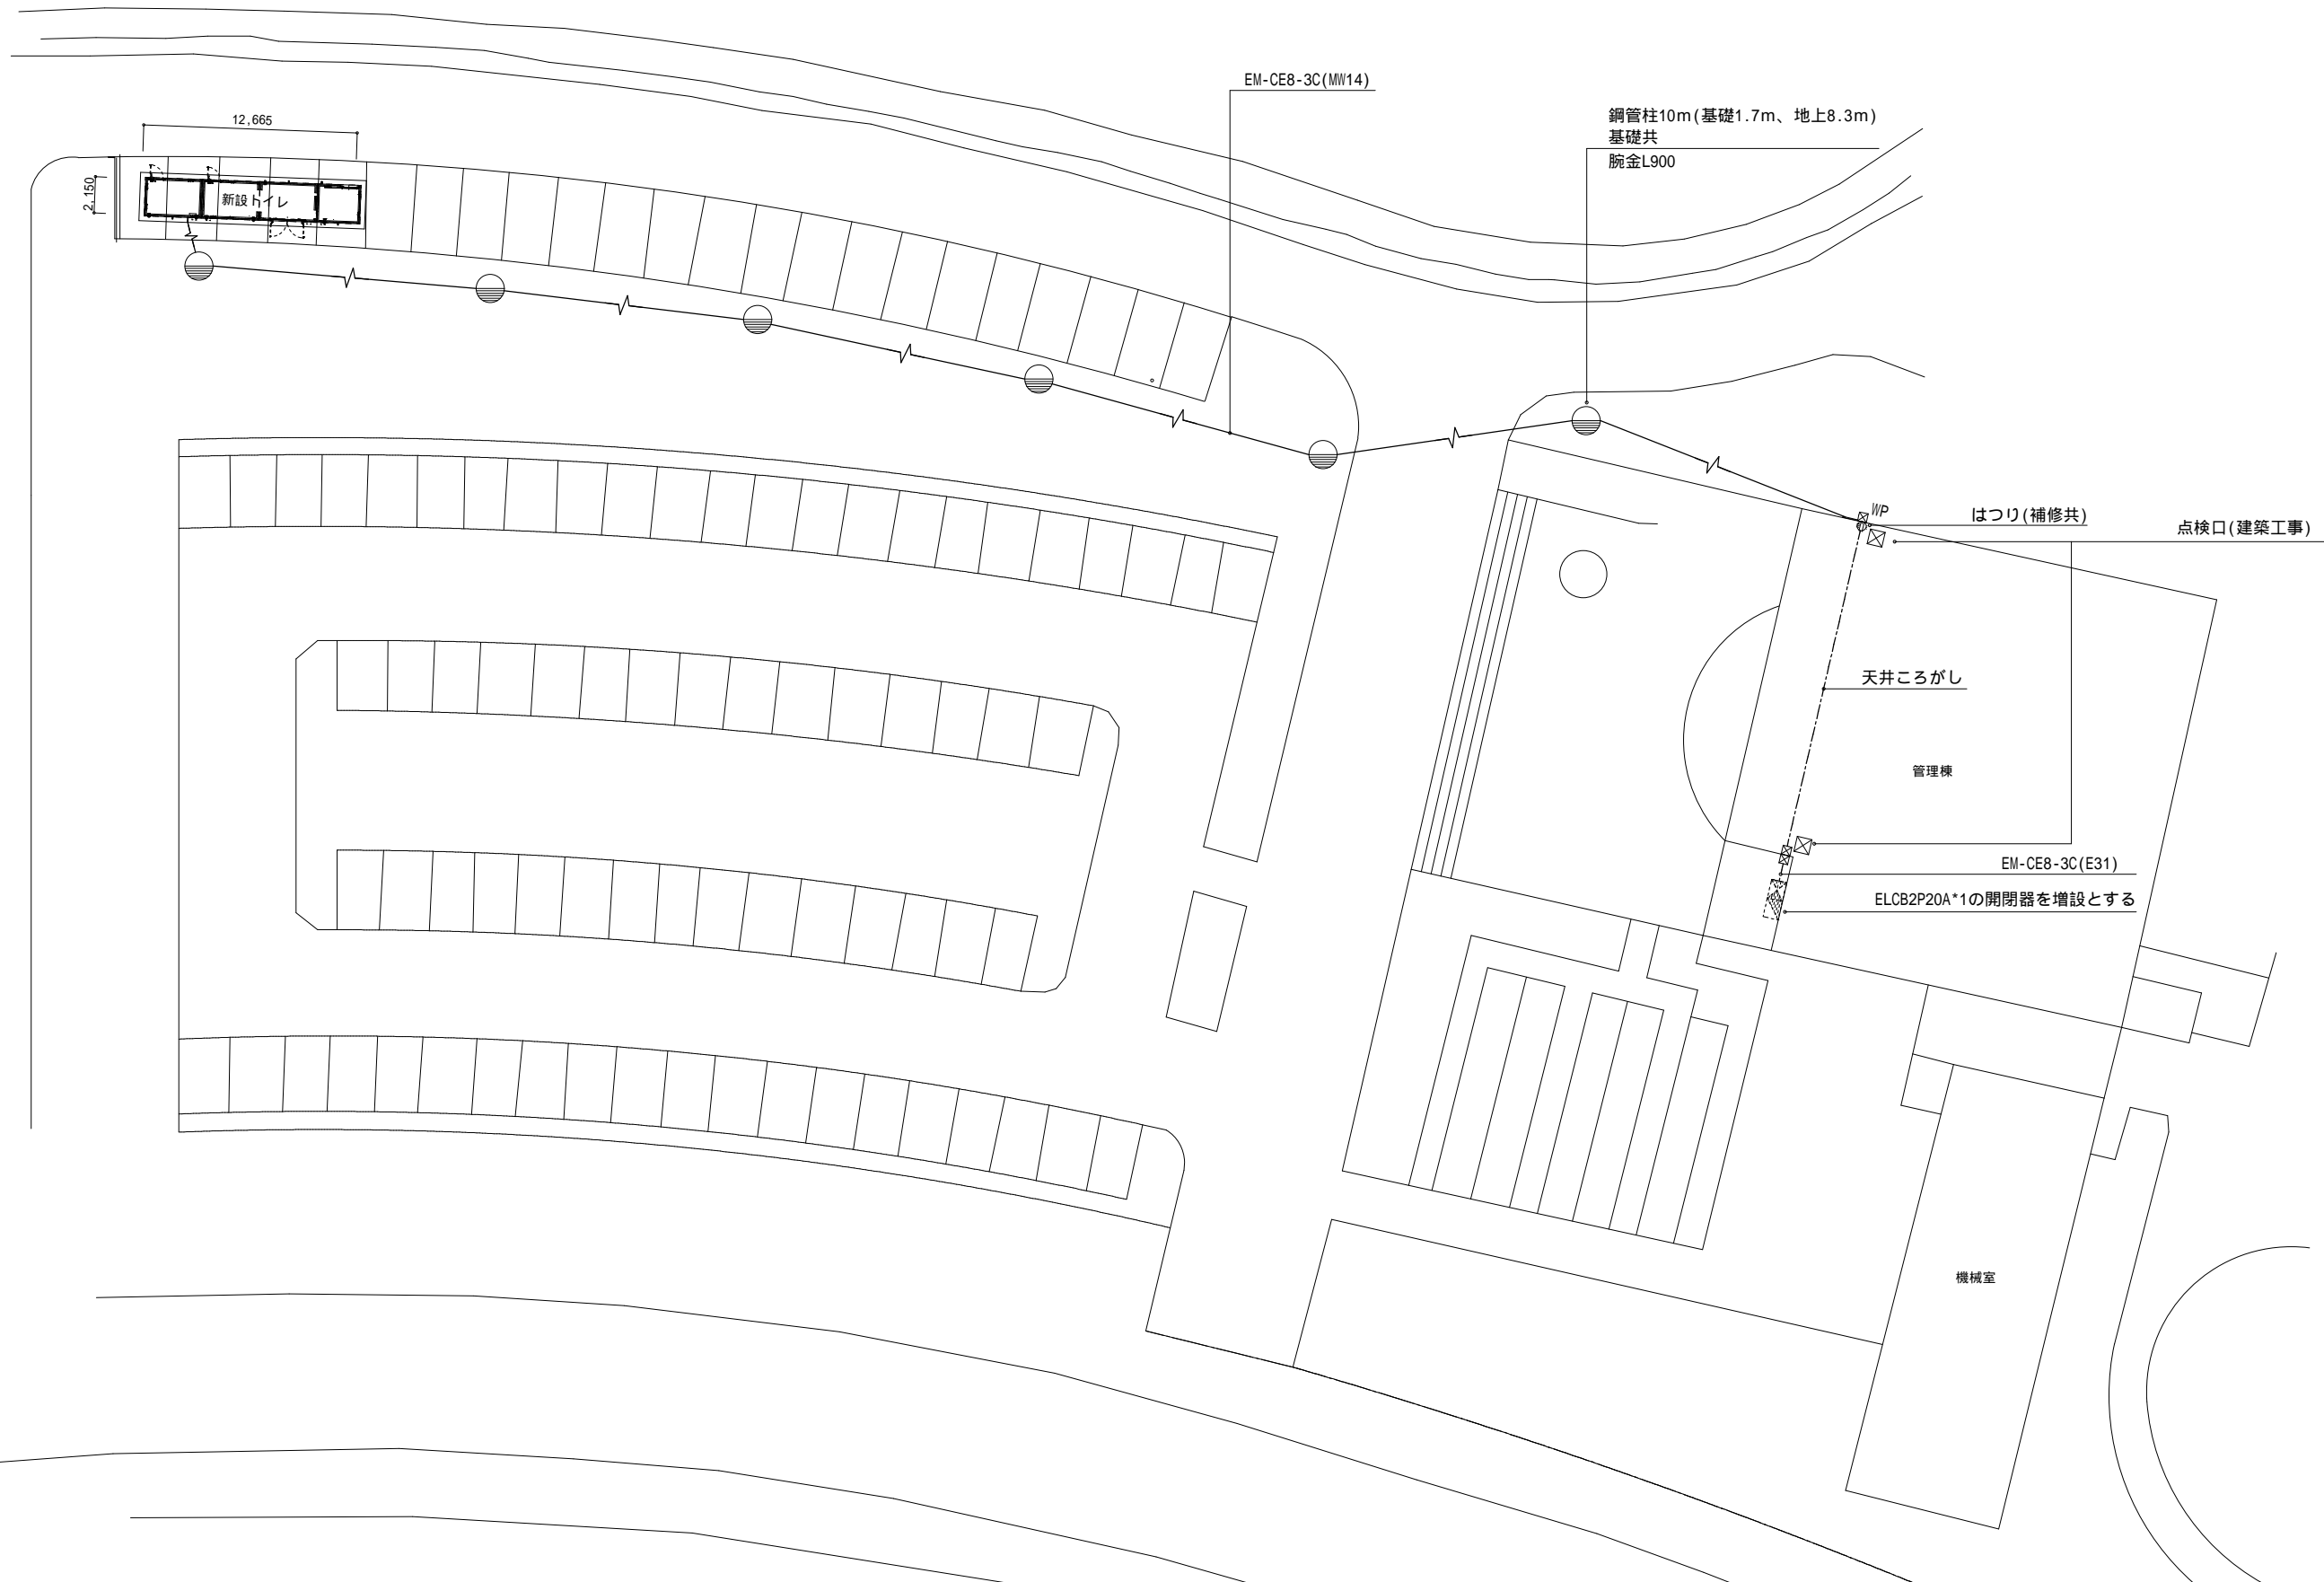 EM-CE8-3C(MW14)
鋼管柱10m(基礎1.7m、地上8.3m)
基礎共
腕金L900
12,665
2,150
新設トイレ
WP
はつり(補修共)
点検口(建築工事)
天井ころがし
管理棟
EM-CE8-3C(E31)
ELCB2P20A*1の開閉器を増設とする
機械室